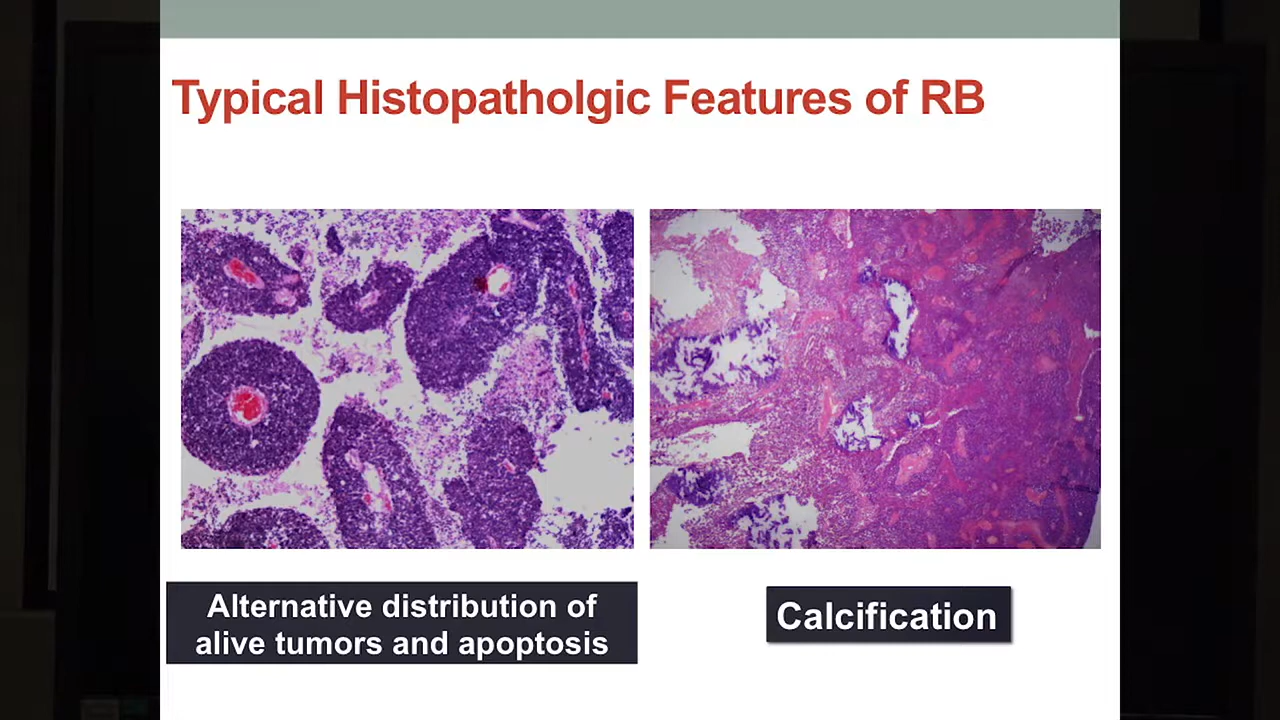 Typical Histopatholgic Features of RB
Alternative distribution of
alive tumors and apoptosis
Calcification